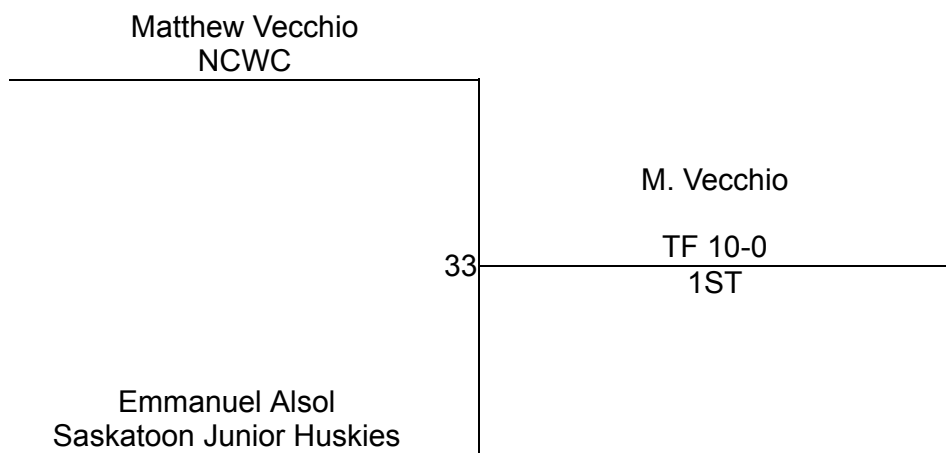 Matthew Vecchio
NCWC
M. Vecchio
TF 10-0
33
1ST
Emmanuel Alsol
Saskatoon Junior Huskies